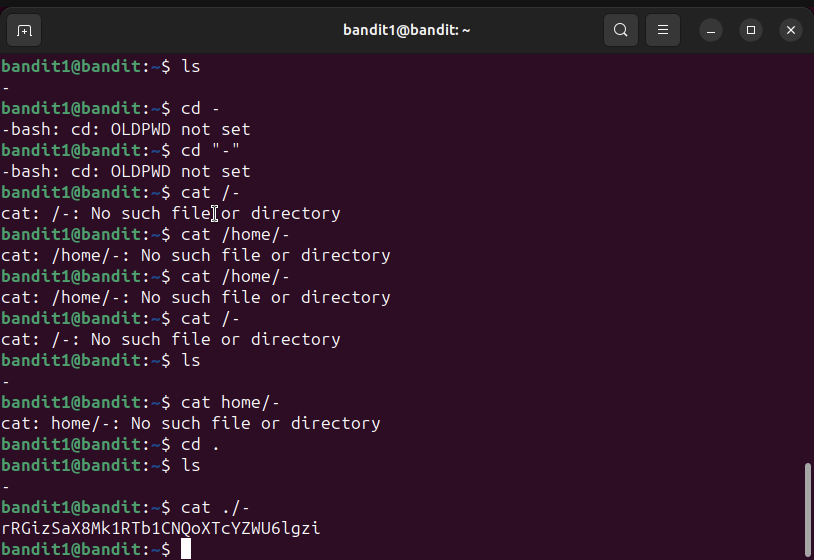 bandit1@bandit: ~
bandit1@bandit:~$ ls
-
bandit1@bandit:~$ cd -
-bash: cd: OLDPWD not set
bandit1@bandit:~$ cd "-"
-bash: cd: OLDPWD not set
bandit1@bandit:~$ cat /-
cat: /-: No such file or directory
bandit1@bandit:~$ cat /home/-
cat: /home/-: No such file or directory
bandit1@bandit:~$ cat /home/-
cat: /home/-: No such file or directory
bandit1@bandit:~$ cat /-
cat: /-: No such file or directory
bandit1@bandit:~$ ls
-
bandit1@bandit:~$ cat home/-
cat: home/-: No such file or directory
bandit1@bandit:~$ cd .
bandit1@bandit:~$ ls
-
bandit1@bandit:~$ cat ./-
rRGizSaX8Mk1RTb1CNQoXTcYZWU6lgzi
bandit1@bandit:~$